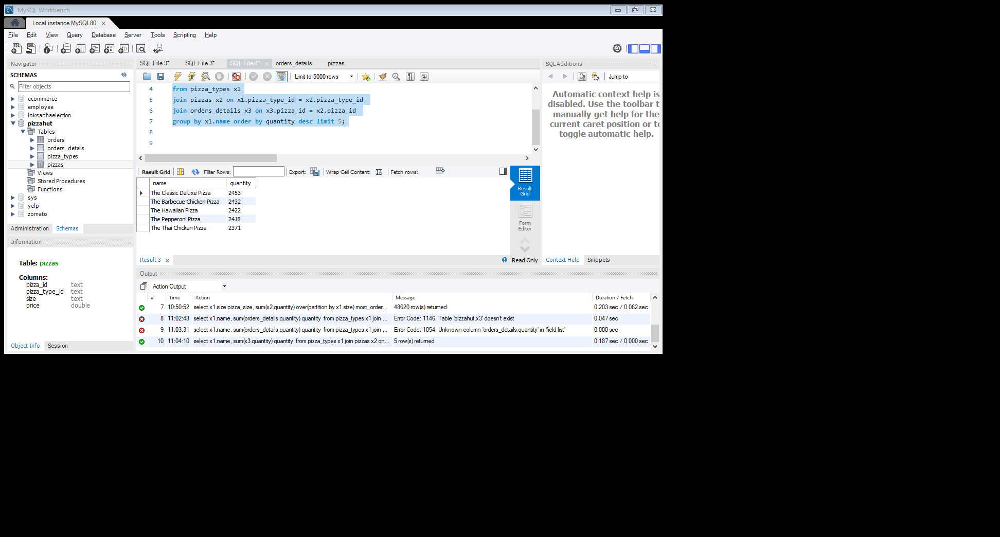 MySQL Workbench
Local instance MySQL80
File Edit View Query Database Server Tools Scripting Help
Navigator
SCHEMAS
Filter objects
ecommerce
employee
loksabhaelection
pizzahut
Tables
orders
orders_details
pizza_types
pizzas
Views
Stored Procedures
Functions
sys
yelp
zomato
Administration Schemas
Information
Table: pizzas
Columns:
pizza_id text
pizza_type_id text
size text
price double
Object Info Session
SQL File 9* SQL File 3* SQL File 4* orders_details pizzas
Limit to 5000 rows
4 from pizza_types x1
5 join pizzas x2 on x1.pizza_type_id = x2.pizza_type_id
6 join orders_details x3 on x3.pizza_id = x2.pizza_id
7 group by x1.name order by quantity desc limit 5;
8
9
Result Grid Filter Rows: Export: Wrap Cell Content: Fetch rows:
name quantity
The Classic Deluxe Pizza 2453
The Barbecue Chicken Pizza 2432
The Hawaiian Pizza 2422
The Pepperoni Pizza 2418
The Thai Chicken Pizza 2371
Result
Grid
Form
Editor
Result 3 Read Only
SQLAdditions
Jump to
Automatic context help is
disabled. Use the toolbar t
manually get help for the
current caret position or to
toggle automatic help.
Context Help Snippets
Output
Action Output
# Time Action Message Duration / Fetch
7 10:50:52 select x1.size pizza_size, sum(x2.quantity) over(partition by x1.size) most_order... 48620 row(s) returned 0.203 sec / 0.062 sec
8 11:02:43 select x1.name, sum(orders_details.quantity) quantity from pizza_types x1 join ... Error Code: 1146. Table 'pizzahut.x3' doesn't exist 0.047 sec
9 11:03:31 select x1.name, sum(orders_details.quantity) quantity from pizza_types x1 join ... Error Code: 1054. Unknown column 'orders_details.quantity' in 'field list' 0.000 sec
10 11:04:10 select x1.name, sum(x3.quantity) quantity from pizza_types x1 join pizzas x2 on... 5 row(s) returned 0.187 sec / 0.000 sec